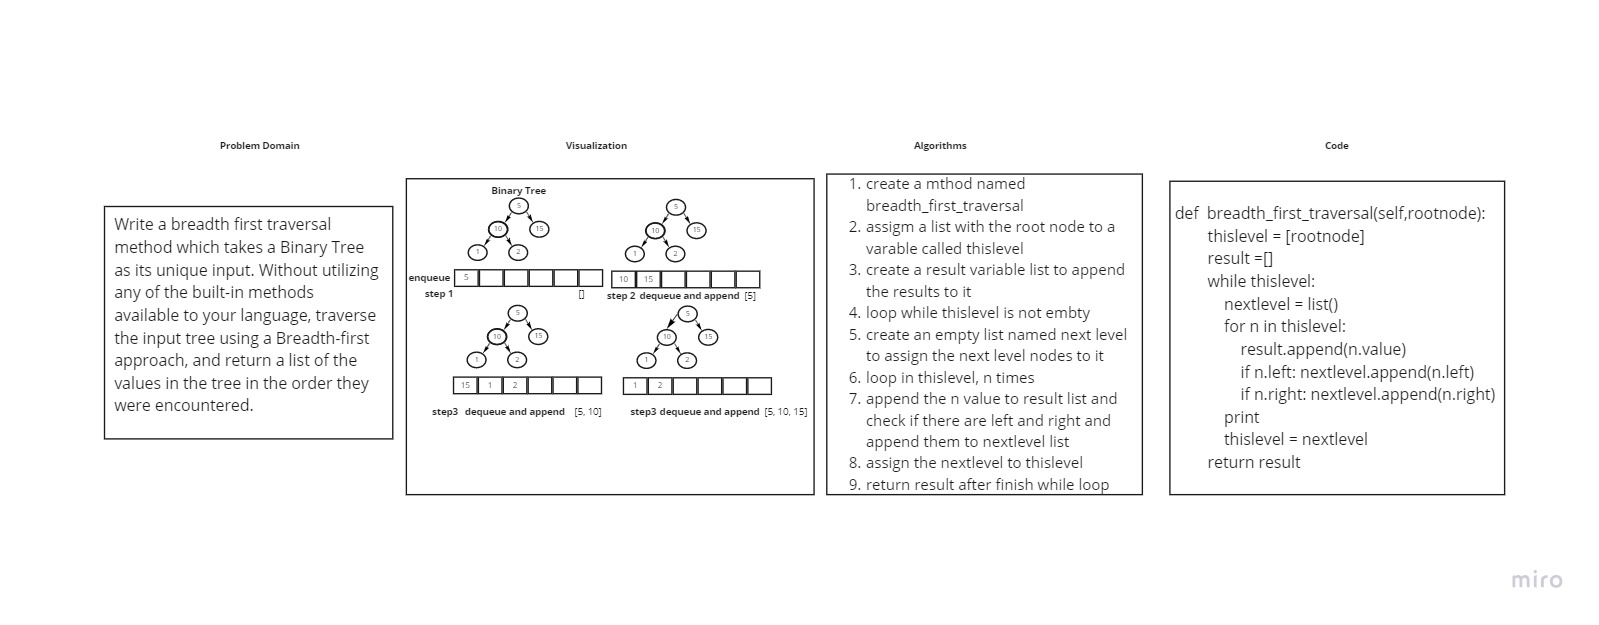 Problem Domain
Visualization
Algorithms
Code
Write a breadth first traversal
method which takes a Binary Tree
as its unique input. Without utilizing
any of the built-in methods
available to your language, traverse
the input tree using a Breadth-first
approach, and return a list of the
values in the tree in the order they
were encountered.
Binary Tree
5
10 15
1 2
enqueue 5
step 1 []
5
10 15
1 2
10 15
step 2 dequeue and append [5]
5
10 15
1 2
15 1 2
step3 dequeue and append [5, 10]
5
10 15
1 2
1 2
step3 dequeue and append [5, 10, 15]
1. create a mthod named
breadth_first_traversal
2. assigm a list with the root node to a
varable called thislevel
3. create a result variable list to append
the results to it
4. loop while thislevel is not embty
5. create an empty list named next level
to assign the next level nodes to it
6. loop in thislevel, n times
7. append the n value to result list and
check if there are left and right and
append them to nextlevel list
8. assign the nextlevel to thislevel
9. return result after finish while loop
def breadth_first_traversal(self,rootnode):
thislevel = [rootnode]
result =[]
while thislevel:
nextlevel = list()
for n in thislevel:
result.append(n.value)
if n.left: nextlevel.append(n.left)
if n.right: nextlevel.append(n.right)
print
thislevel = nextlevel
return result
miro